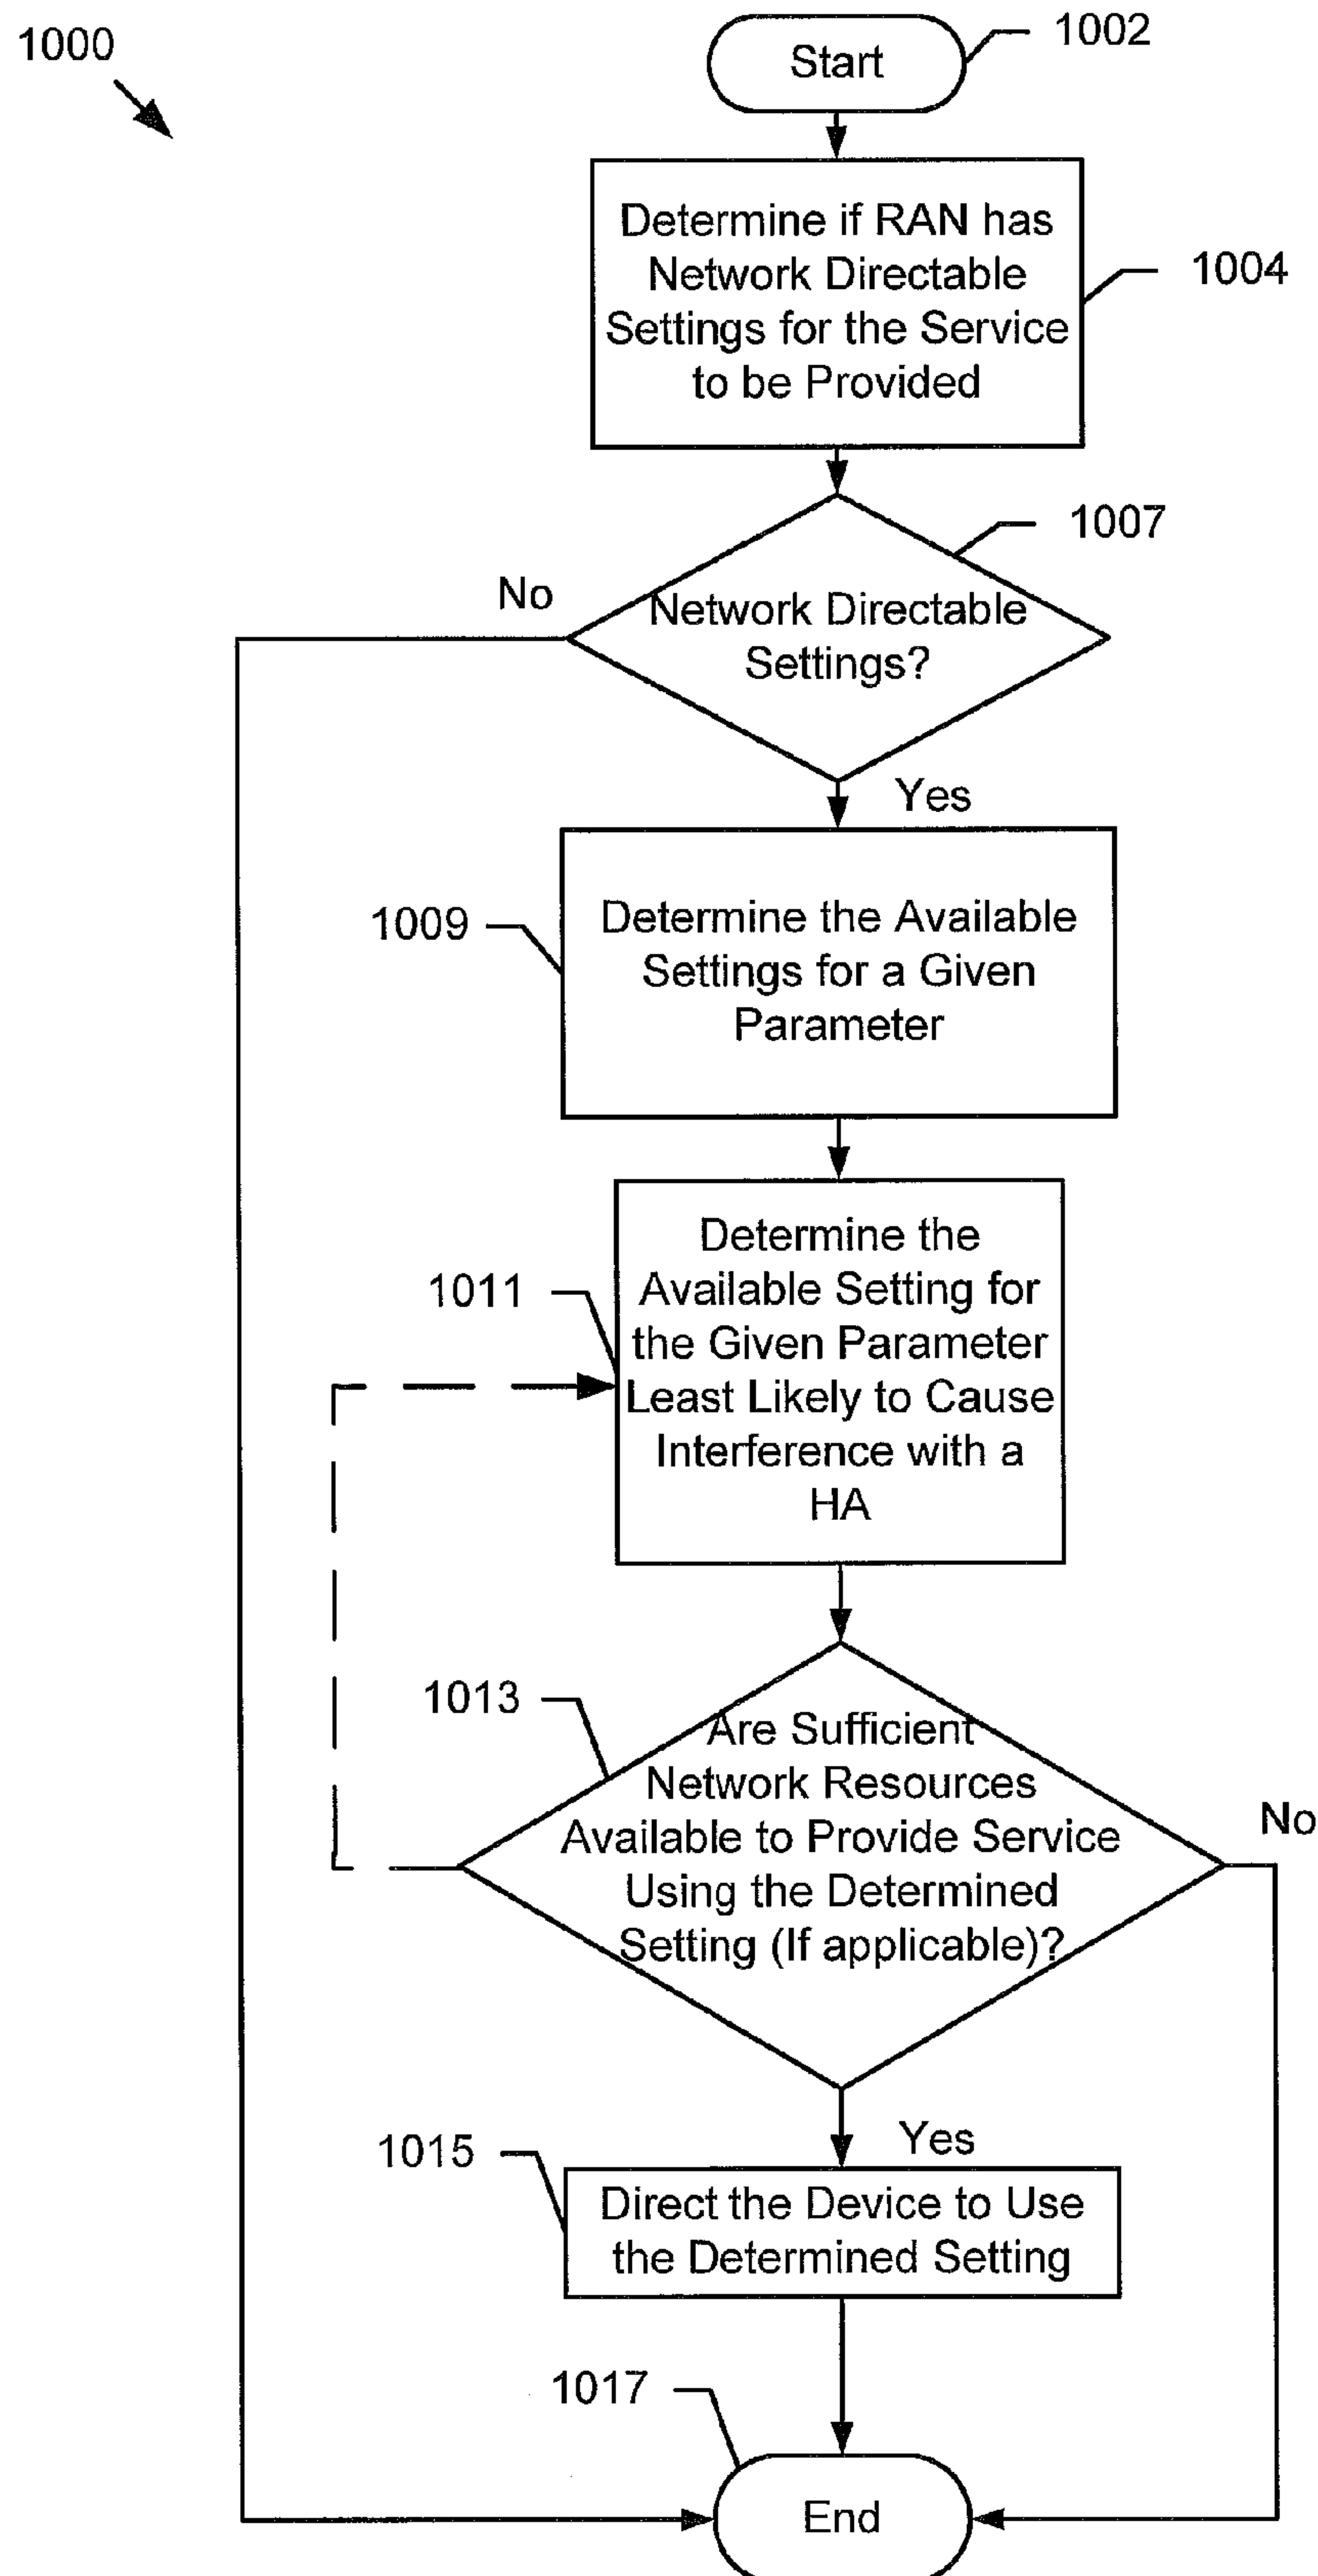 1000
Start
1002
Determine if RAN has
Network Directable
Settings for the Service
to be Provided
1004
1007
No
Network Directable
Settings?
Yes
1009
Determine the Available
Settings for a Given
Parameter
1011
Determine the
Available Setting for
the Given Parameter
Least Likely to Cause
Interference with a
HA
1013
Are Sufficient
Network Resources
Available to Provide Service
Using the Determined
Setting (If applicable)?
No
Yes
1015
Direct the Device to Use
the Determined Setting
1017
End